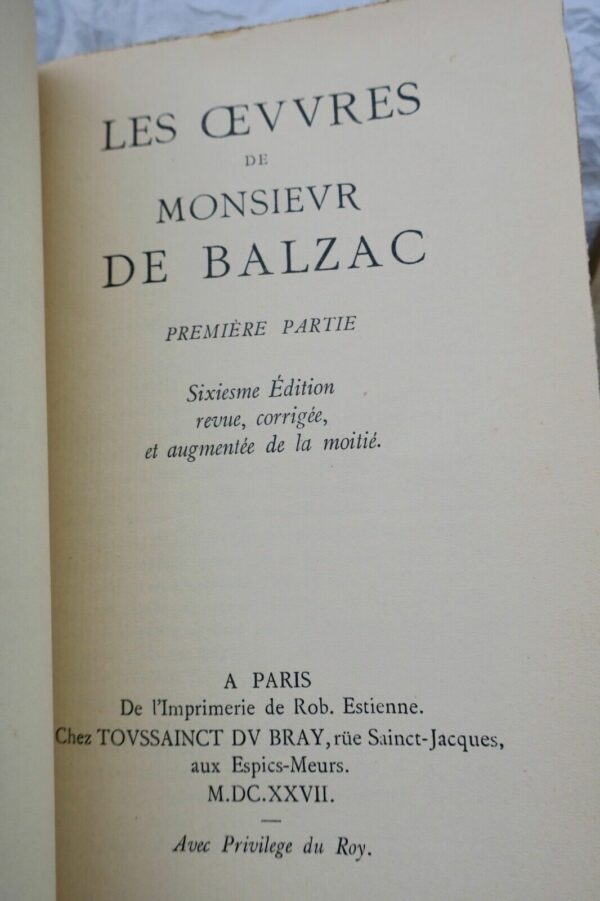 LES ŒVVRES
DE
MONSIEVR
DE BALZAC
PREMIÈRE PARTIE
Sixiesme Édition
revue, corrigée,
et augmentée de la moitié.
A PARIS
De l'Imprimerie de Rob. Estienne.
Chez TOVSSAINCT DV BRAY, rüe Sainct-Jacques,
aux Espics-Meurs.
M.DC.XXVII.
Avec Privilege du Roy.